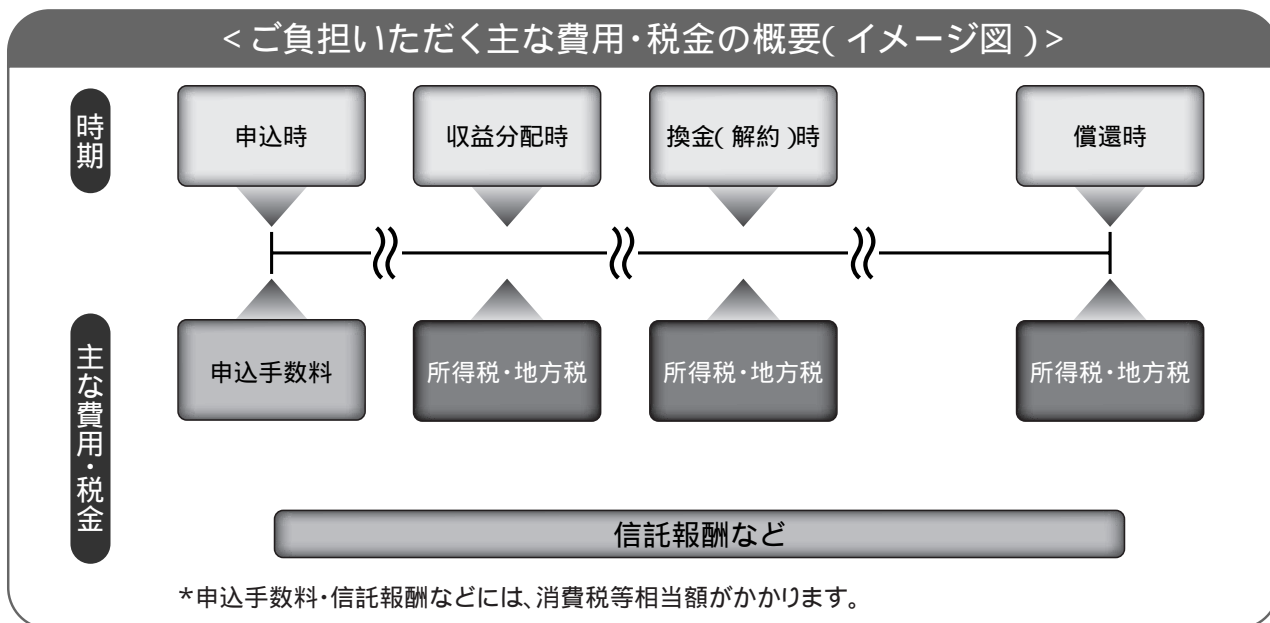 <ご負担いただく主な費用・税金の概要(イメージ図)>
時期
申込時
収益分配時
換金(解約)時
償還時
主な費用・税金
申込手数料
所得税・地方税
所得税・地方税
所得税・地方税
信託報酬など
*申込手数料・信託報酬などには、消費税等相当額がかかります。